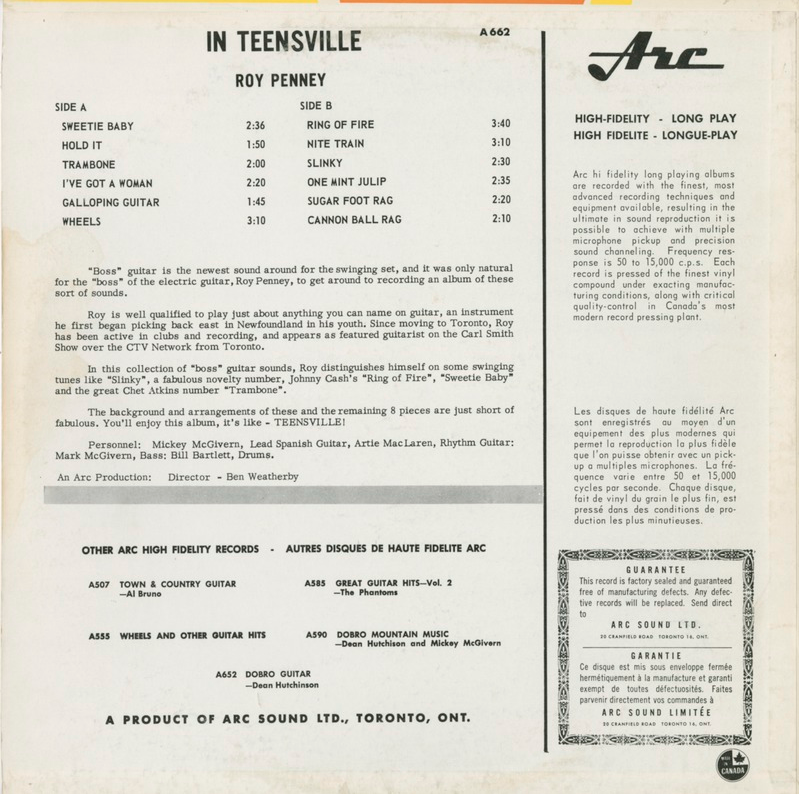 IN TEENSVILLE
A 662
ROY PENNEY
SIDE A
SWEETIE BABY 2:36
HOLD IT 1:50
TRAMBONE 2:00
I'VE GOT A WOMAN 2:20
GALLOPING GUITAR 1:45
WHEELS 3:10
SIDE B
RING OF FIRE 3:40
NITE TRAIN 3:10
SLINKY 2:30
ONE MINT JULIP 2:35
SUGAR FOOT RAG 2:20
CANNON BALL RAG 2:10
"Boss" guitar is the newest sound around for the swinging set, and it was only natural
for the "boss" of the electric guitar, Roy Penney, to get around to recording an album of these
sort of sounds.
Roy is well qualified to play just about anything you can name on guitar, an instrument
he first began picking back east in Newfoundland in his youth. Since moving to Toronto, Roy
has been active in clubs and recording, and appears as featured guitarist on the Carl Smith
Show over the CTV Network from Toronto.
In this collection of "boss" guitar sounds, Roy distinguishes himself on some swinging
tunes like "Slinky", a fabulous novelty number, Johnny Cash's "Ring of Fire", "Sweetie Baby"
and the great Chet Atkins number "Trambone".
The background and arrangements of these and the remaining 8 pieces are just short of
fabulous. You'll enjoy this album, it's like - TEENSVILLE!
Personnel: Mickey McGivern, Lead Spanish Guitar, Artie MacLaren, Rhythm Guitar:
Mark McGivern, Bass: Bill Bartlett, Drums.
An Arc Production: Director - Ben Weatherby
OTHER ARC HIGH FIDELITY RECORDS - AUTRES DISQUES DE HAUTE FIDELITE ARC
A507 TOWN & COUNTRY GUITAR
—Al Bruno
A585 GREAT GUITAR HITS—Vol. 2
—The Phantoms
A555 WHEELS AND OTHER GUITAR HITS
A590 DOBRO MOUNTAIN MUSIC
—Dean Hutchison and Mickey McGivern
A652 DOBRO GUITAR
—Dean Hutchinson
A PRODUCT OF ARC SOUND LTD., TORONTO, ONT.
Arc
HIGH-FIDELITY - LONG PLAY
HIGH FIDELITE - LONGUE-PLAY
Arc hi fidelity long playing albums
are recorded with the finest, most
advanced recording techniques and
equipment available, resulting in the
ultimate in sound reproduction it is
possible to achieve with multiple
microphone pickup and precision
sound channeling. Frequency res-
ponse is 50 to 15,000 c.p.s. Each
record is pressed of the finest vinyl
compound under exacting manufac-
turing conditions, along with critical
quality-control in Canada's most
modern record pressing plant.
Les disques de haute fidélité Arc
sont enregistrés au moyen d'un
equipement des plus modernes qui
permet la reproduction la plus fidèle
que l'on puisse obtenir avec un pick-
up a multiples microphones. La fré-
quence varie entre 50 et 15,000
cycles par seconde. Chaque disque,
fait de vinyl du grain le plus fin, est
pressé dans des conditions de pro-
duction les plus minutieuses.
GUARANTEE
This record is factory sealed and guaranteed
free of manufacturing defects. Any defec-
tive records will be replaced. Send direct
to
ARC SOUND LTD.
20 CRANFIELD ROAD TORONTO 16, ONT.
GARANTIE
Ce disque est mis sous enveloppe fermée
hermétiquement à la manufacture et garanti
exempt de toutes défectuosités. Faites
parvenir directement vos commandes à
ARC SOUND LIMITÉE
20 CRANFIELD ROAD TORONTO 16, ONT.
MADE
IN
CANADA